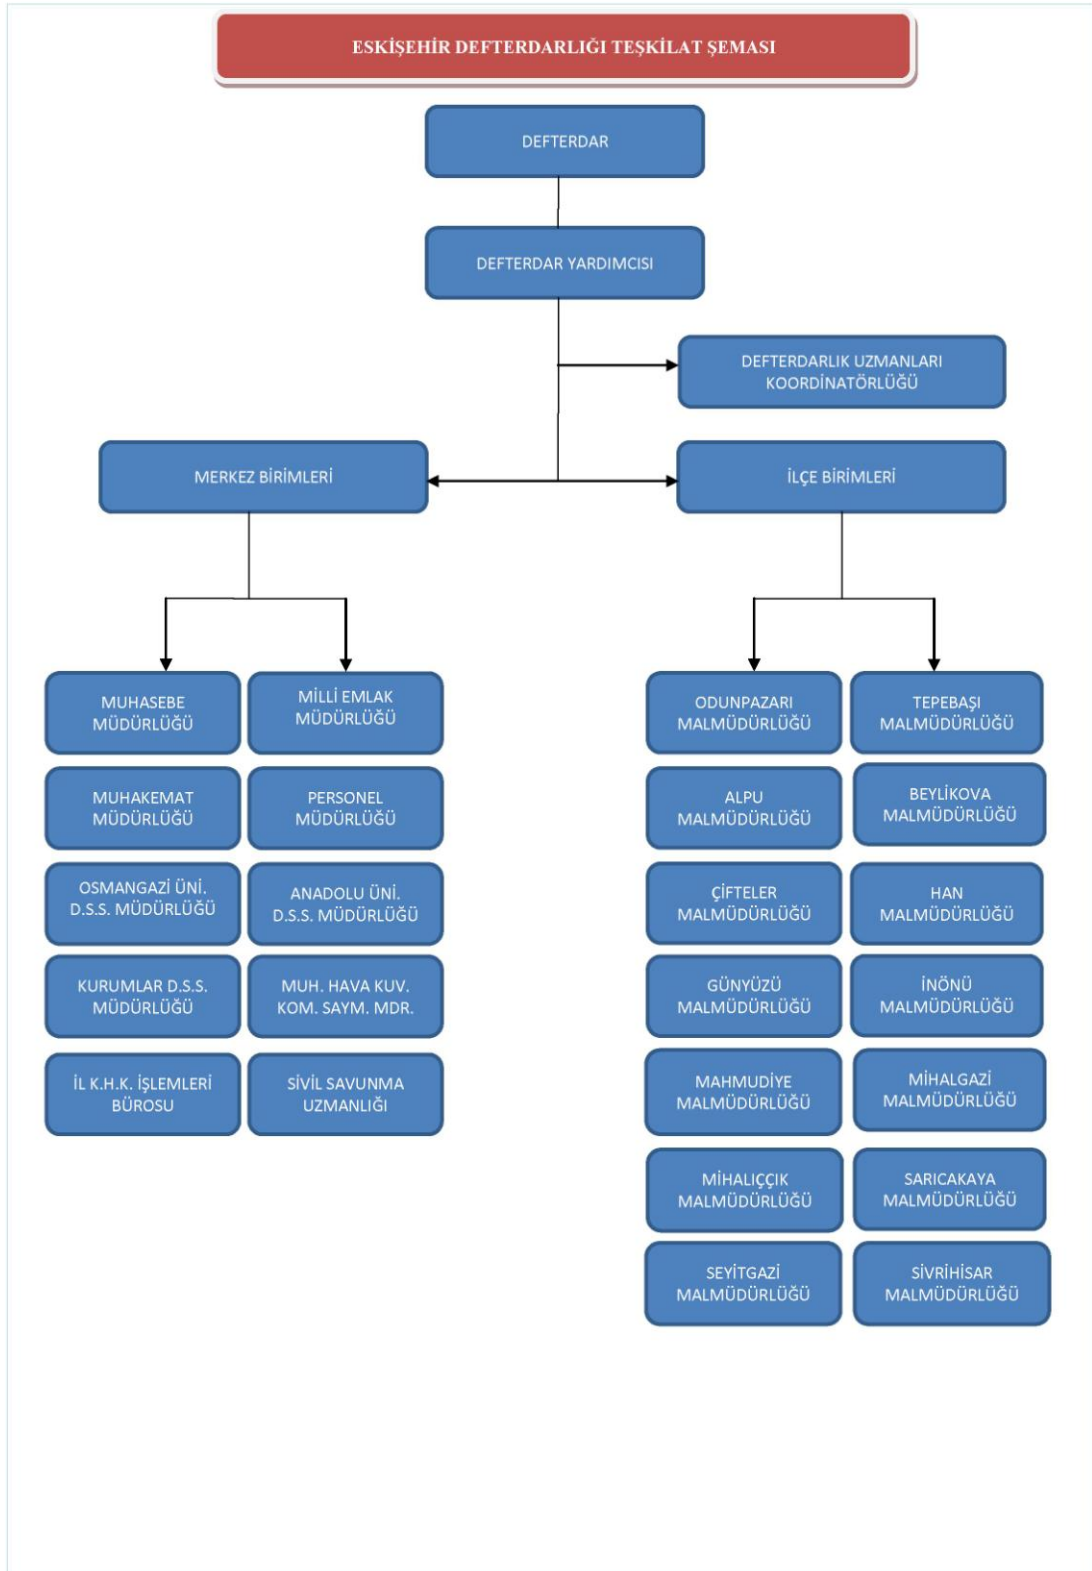 ESKİŞEHİR DEFTERDARLIĞI TEŞKİLAT ŞEMASI
DEFTERDAR
DEFTERDAR YARDIMCISI
DEFTERDARLIK UZMANLARI
KOORDİNATÖRLÜĞÜ
MERKEZ BİRİMLERİ
İLÇE BİRİMLERİ
MUHASEBE
MÜDÜRLÜĞÜ
MİLLİ EMLAK
MÜDÜRLÜĞÜ
MUHAKEMAT
MÜDÜRLÜĞÜ
PERSONEL
MÜDÜRLÜĞÜ
OSMANGAZİ ÜNİ.
D.S.S. MÜDÜRLÜĞÜ
ANADOLU ÜNİ.
D.S.S. MÜDÜRLÜĞÜ
KURUMLAR D.S.S.
MÜDÜRLÜĞÜ
MUH. HAVA KUV.
KOM. SAYM. MDR.
İL K.H.K. İŞLEMLERİ
BÜROSU
SİVİL SAVUNMA
UZMANLIĞI
ODUNPAZARI
MALMÜDÜRLÜĞÜ
TEPEBAŞI
MALMÜDÜRLÜĞÜ
ALPU
MALMÜDÜRLÜĞÜ
BEYLİKOVA
MALMÜDÜRLÜĞÜ
ÇİFTELER
MALMÜDÜRLÜĞÜ
HAN
MALMÜDÜRLÜĞÜ
GÜNYÜZÜ
MALMÜDÜRLÜĞÜ
İNÖNÜ
MALMÜDÜRLÜĞÜ
MAHMUDİYE
MALMÜDÜRLÜĞÜ
MİHALGAZİ
MALMÜDÜRLÜĞÜ
MİHALIÇÇIK
MALMÜDÜRLÜĞÜ
SARICAKAYA
MALMÜDÜRLÜĞÜ
SEYİTGAZİ
MALMÜDÜRLÜĞÜ
SİVRİHİSAR
MALMÜDÜRLÜĞÜ